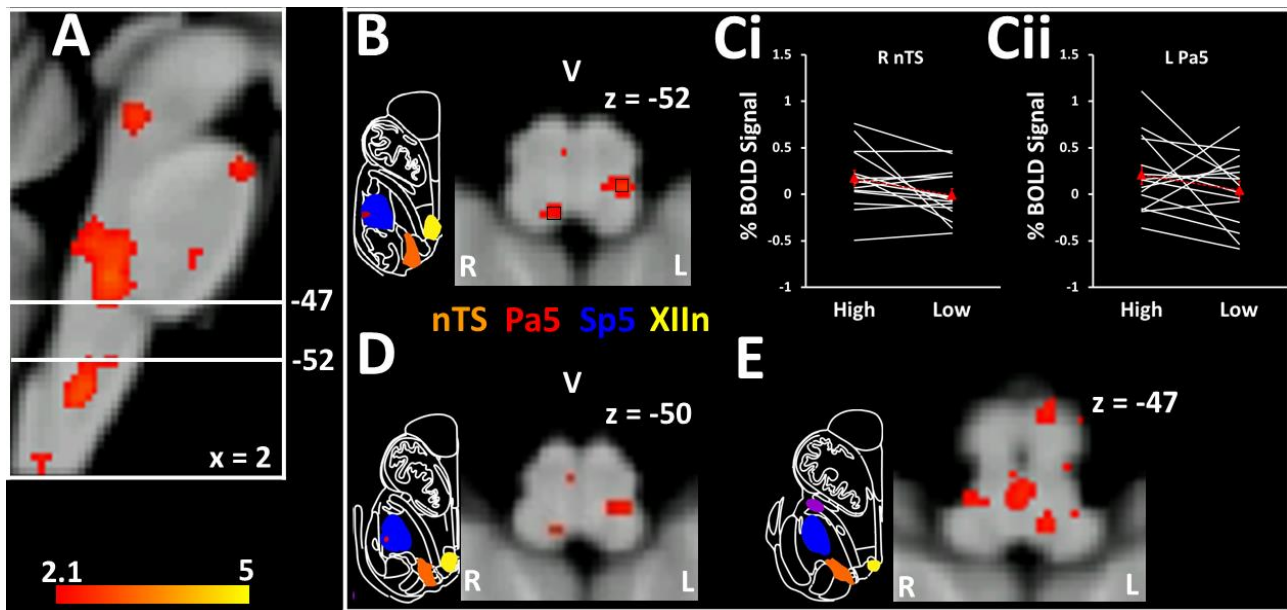 A
-47
-52
x = 2
2.1 5
B
V
z = -52
R L
Ci
R nTS
% BOLD Signal
1.5
1
0.5
0
-0.5
-1
High Low
Cii
L Pa5
% BOLD Signal
1.5
1
0.5
0
-0.5
-1
High Low
nTS Pa5 Sp5 XIIn
D
V
z = -50
R L
E
z = -47
R L